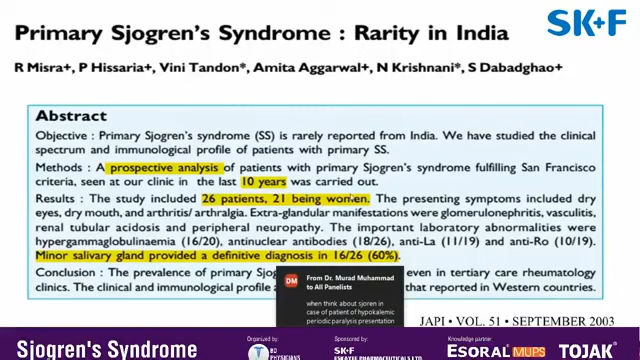 Primary Sjogren's Syndrome : Rarity in India
SK+F
R Misra+, P Hissaria+, Vini Tandon*, Amita Aggarwal+, N Krishnani*, S Dabadghao+
Abstract
Objective : Primary Sjogren's syndrome (SS) is rarely reported from India. We have studied the clinical
spectrum and immunological profile of patients with primary SS.
Methods : A prospective analysis of patients with primary Sjogren's syndrome fulfilling San Francisco
criteria, seen at our clinic in the last 10 years was carried out.
Results : The study included 26 patients, 21 being women. The presenting symptoms included dry
eyes, dry mouth, and arthritis/ arthralgia. Extra-glandular manifestations were glomerulonephritis, vasculitis,
renal tubular acidosis and peripheral neuropathy. The important laboratory abnormalities were
hypergammaglobulinaemia (16/20), antinuclear antibodies (18/26), anti-La (11/19) and anti-Ro (10/19).
Minor salivary gland provided a definitive diagnosis in 16/26 (60%).
Conclusion : The prevalence of primary Sjog even in tertiary care rheumatology
clinics. The clinical and immunological profile a that reported in Western countries.
DM
From Dr. Murad Muhammad
to All Panelists
when think about sjoren in
case of patient of hypokalemic
periodic paralysis presentation
JAPI • VOL. 51 • SEPTEMBER 2003
Sjogren's Syndrome
Organized by:
PHYSICIANS
Sponsored by:
SK+F
ESKAYEF PHARMACEUTICALS LTD.
Knowledge partner
ESORAL MUPS
TOJAK